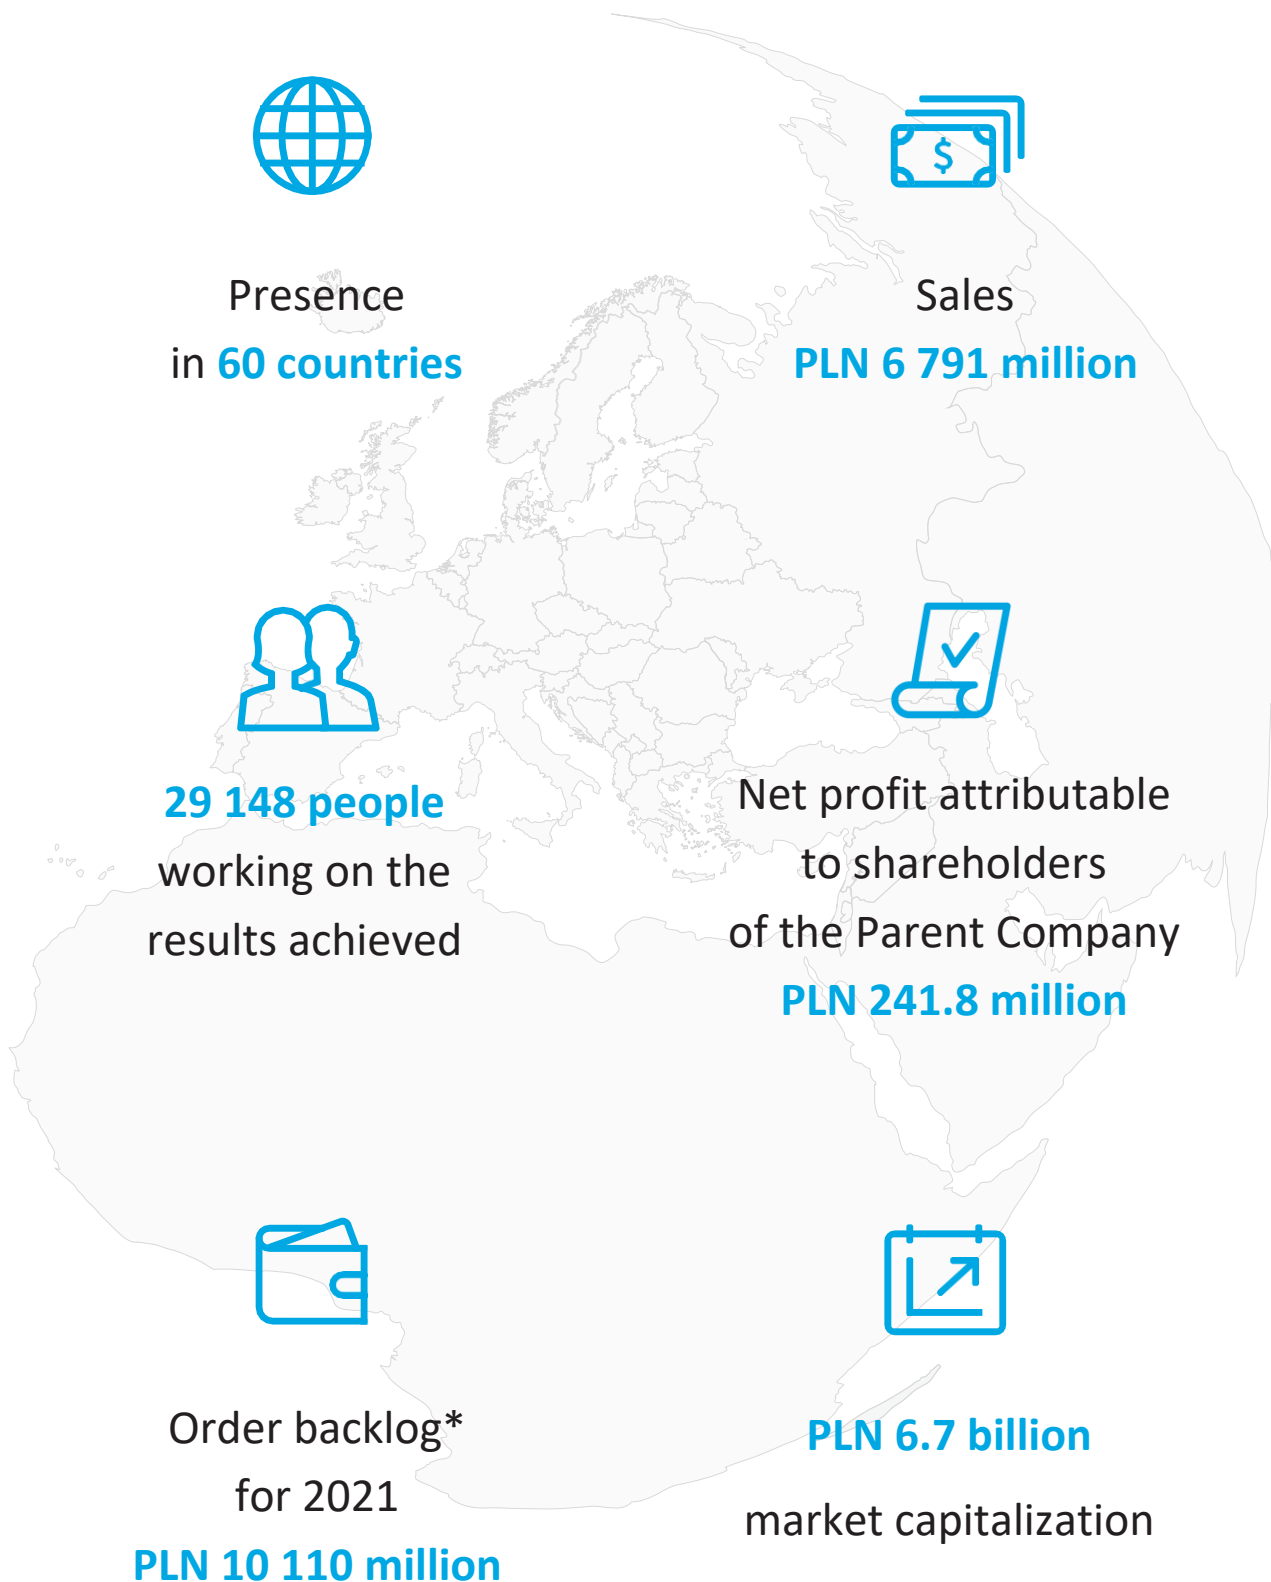 Presence
in 60 countries
Sales
PLN 6 791 million
29 148 people
working on the
results achieved
Net profit attributable
to shareholders
of the Parent Company
PLN 241.8 million
Order backlog*
for 2021
PLN 10 110 million
PLN 6.7 billion
market capitalization